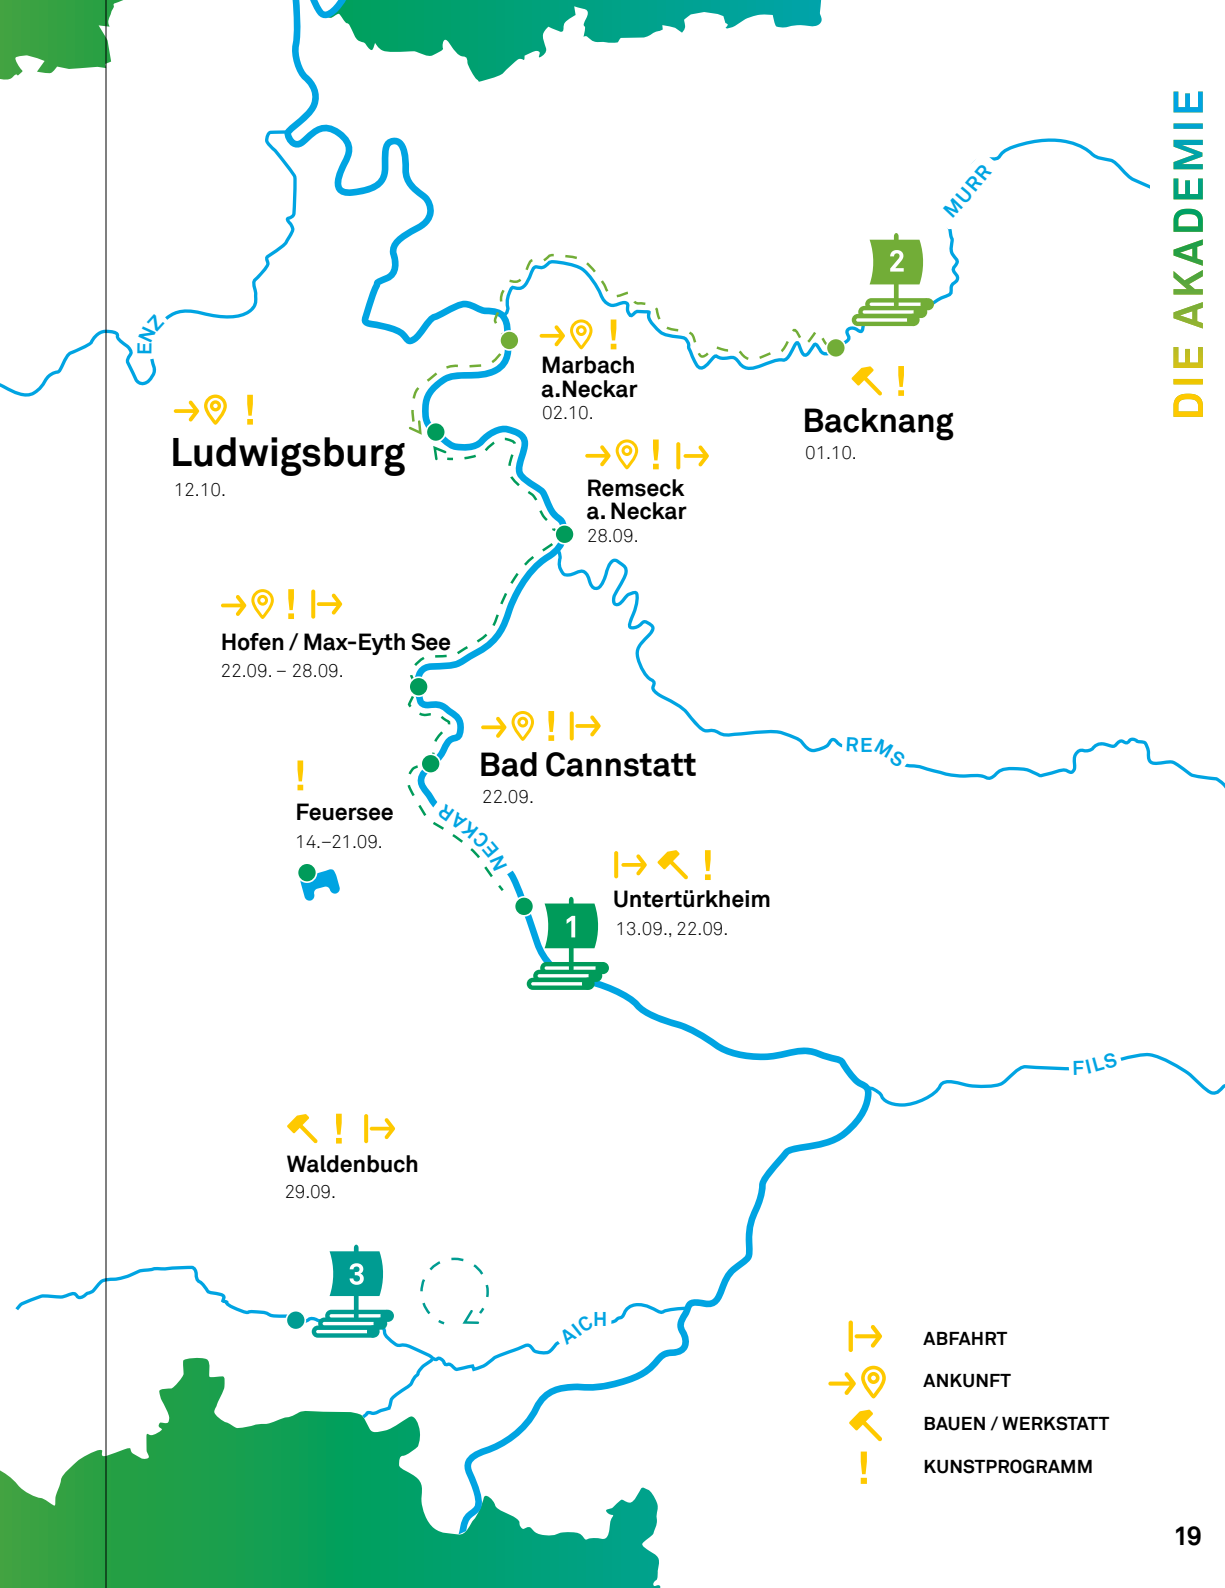 DIE AKADEMIE
MURR
2
ENZ
Marbach
a.Neckar
02.10.
Backnang
01.10.
Ludwigsburg
12.10.
Remseck
a. Neckar
28.09.
Hofen / Max-Eyth See
22.09. – 28.09.
REMS
Bad Cannstatt
22.09.
Feuersee
14.–21.09.
NECKAR
Untertürkheim
13.09., 22.09.
1
FILS
Waldenbuch
29.09.
3
AICH
ABFAHRT
ANKUNFT
BAUEN / WERKSTATT
KUNSTPROGRAMM
19